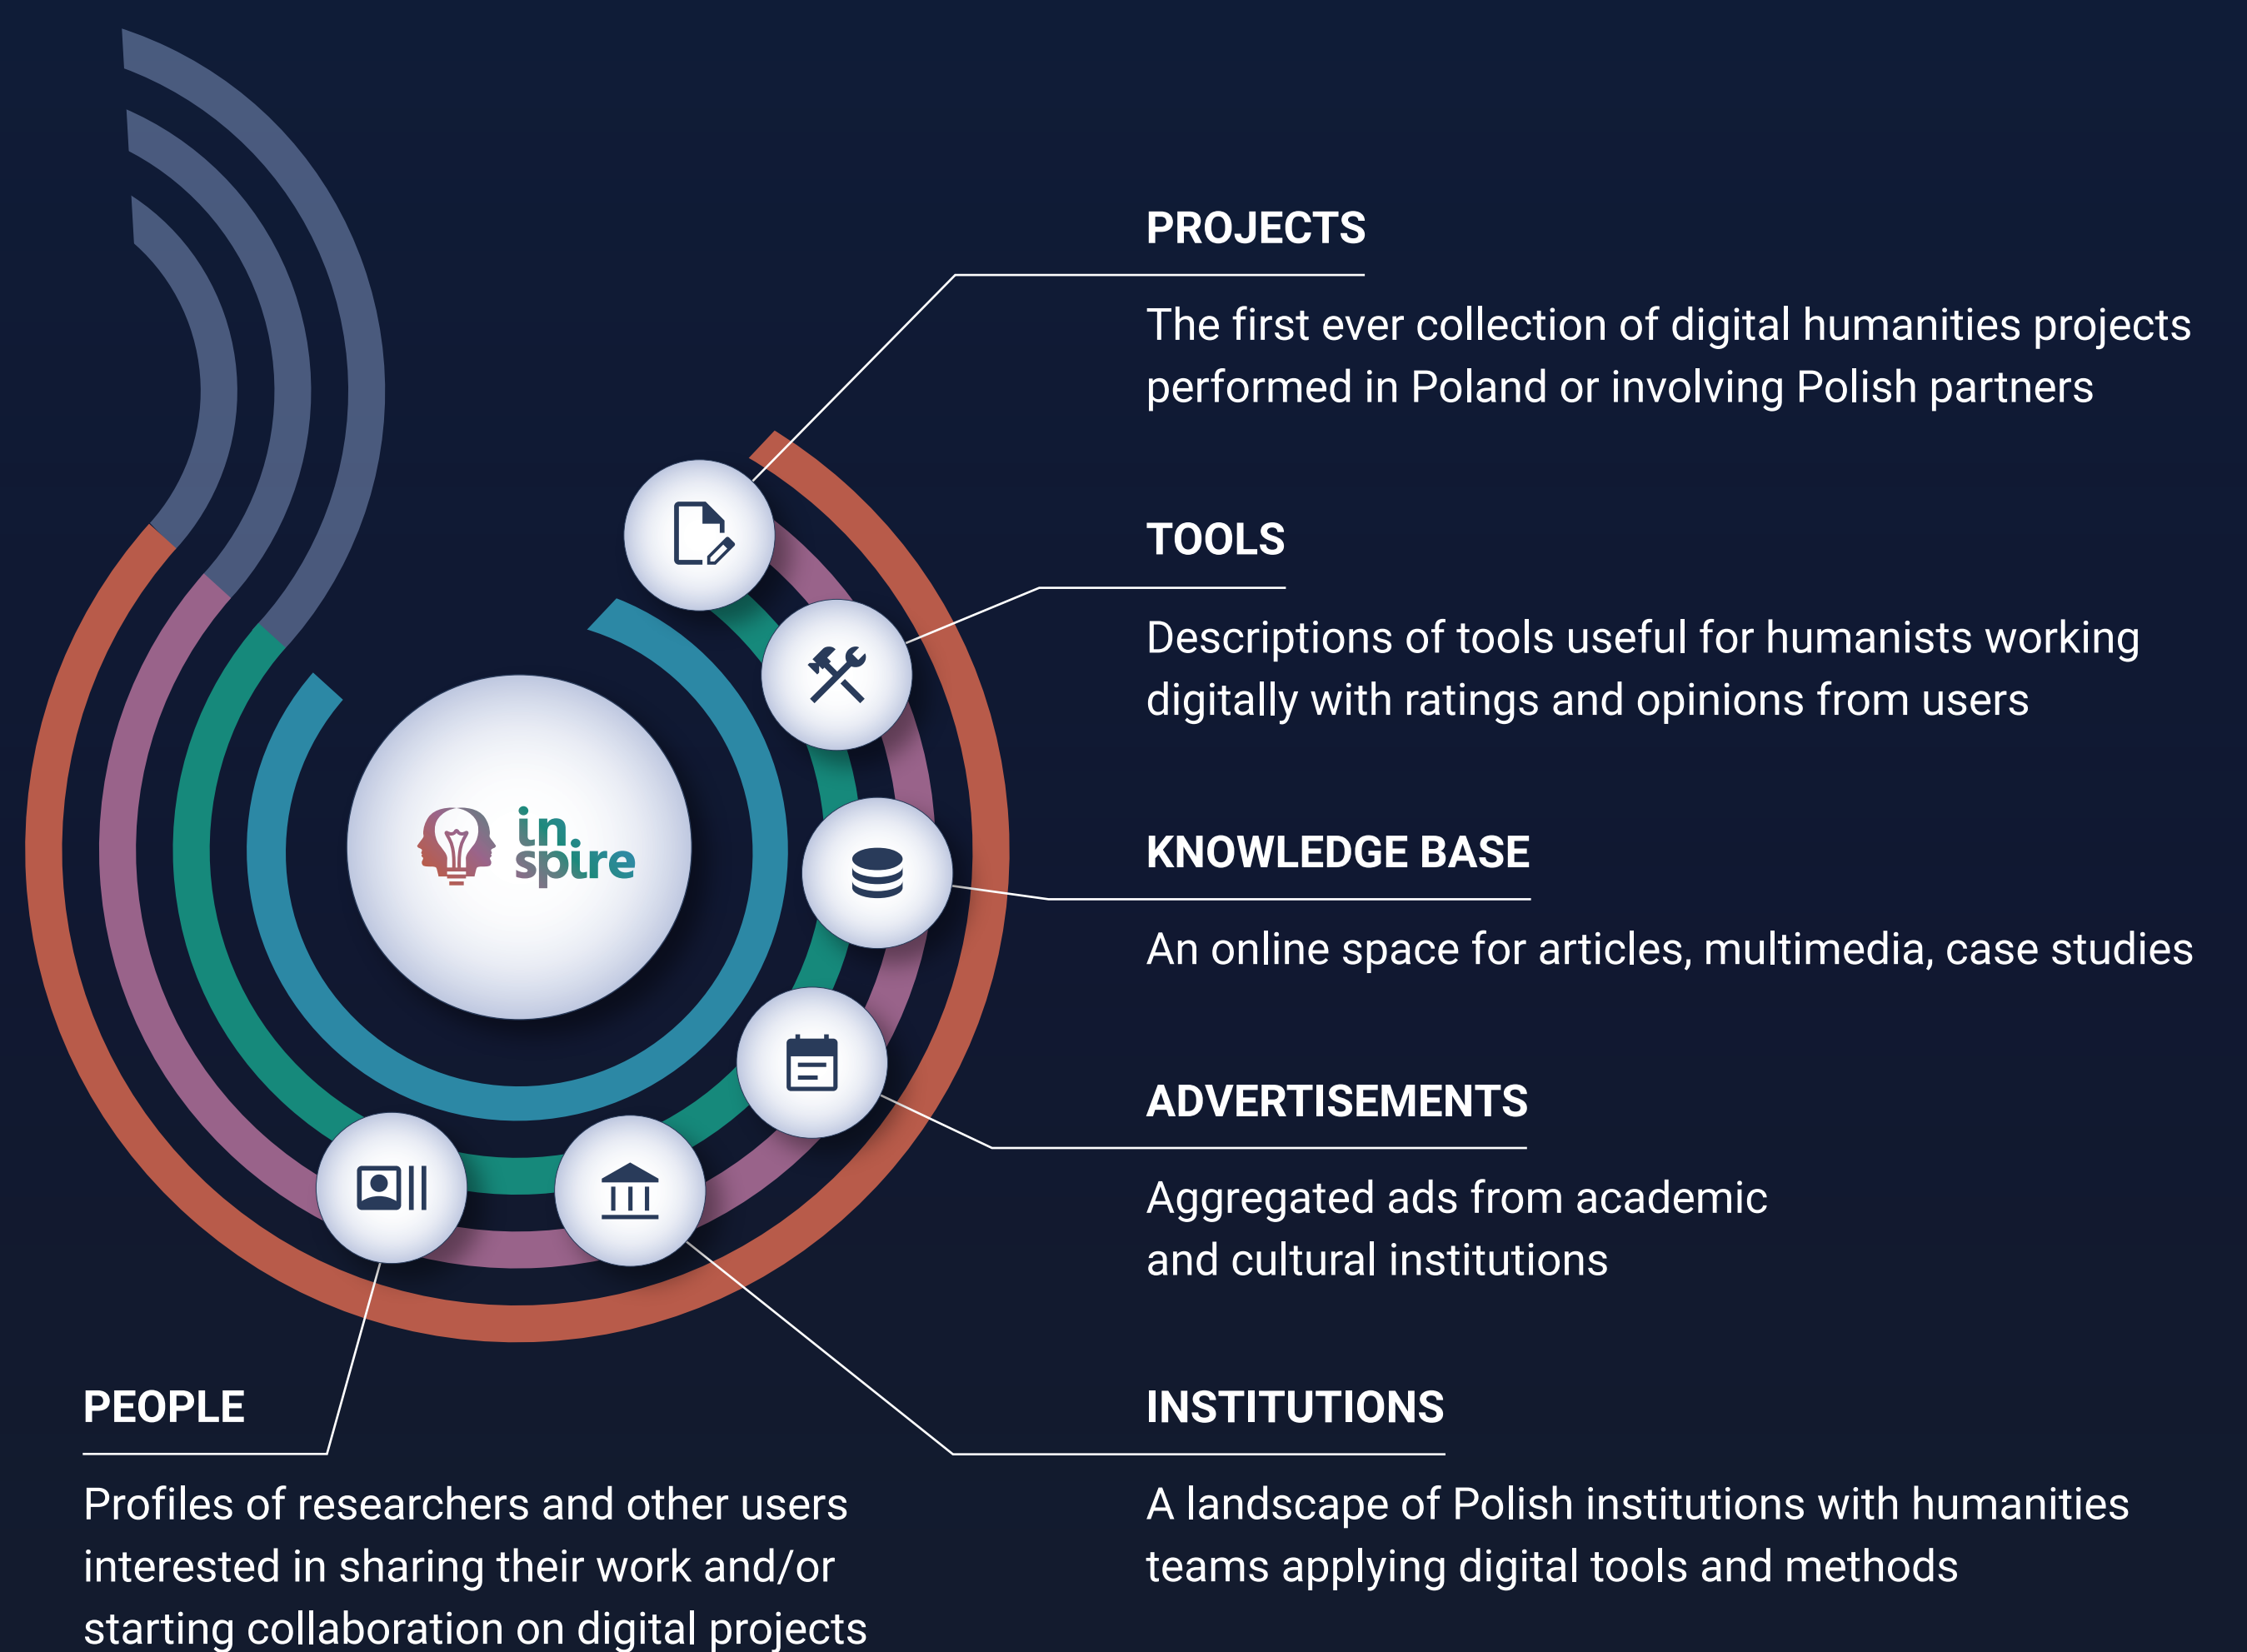 PROJECTS
The first ever collection of digital humanities projects
performed in Poland or involving Polish partners
TOOLS
Descriptions of tools useful for humanists working
digitally with ratings and opinions from users
in.
spire
KNOWLEDGE BASE
An online space for articles, multimedia, case studies
ADVERTISEMENTS
Aggregated ads from academic
and cultural institutions
PEOPLE
Profiles of researchers and other users
interested in sharing their work and/or
starting collaboration on digital projects
INSTITUTIONS
A landscape of Polish institutions with humanities
teams applying digital tools and methods